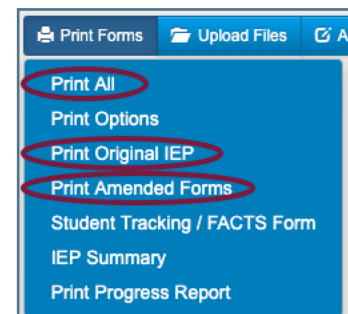 Print Forms Upload Files A
Print All
Print Options
Print Original IEP
Print Amended Forms
Student Tracking / FACTS Form
IEP Summary
Print Progress Report